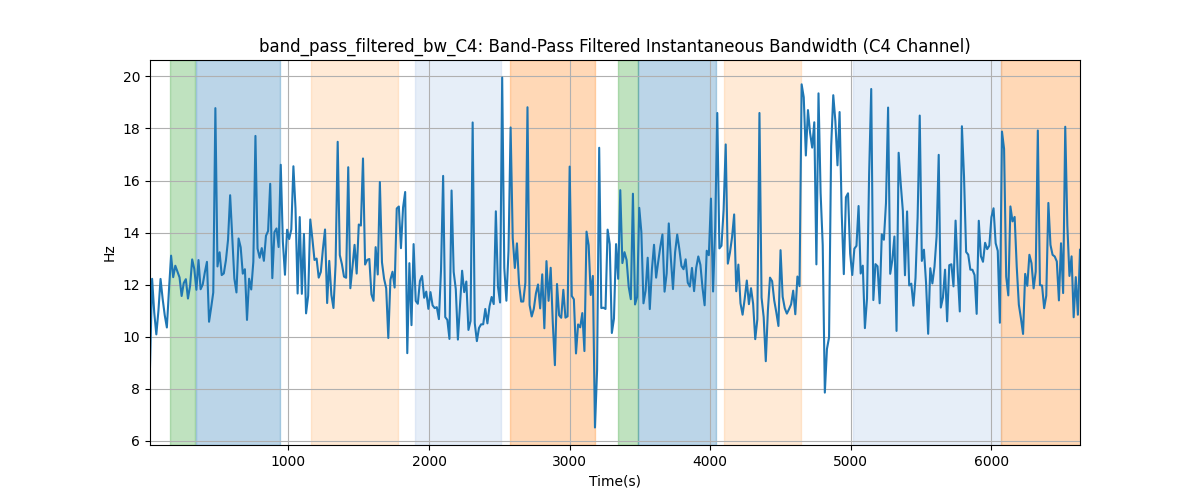 band_pass_filtered_bw_C4: Band-Pass Filtered Instantaneous Bandwidth (C4 Channel)
20
18
16
14
12
10
8
6
Hz
1000 2000 3000 4000 5000 6000
Time(s)